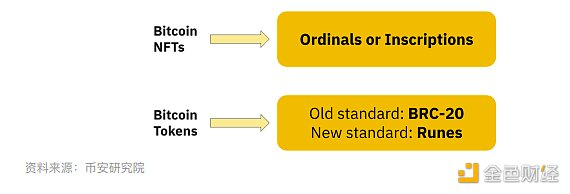 Bitcoin
NFTs
Ordinals or Inscriptions
Bitcoin
Tokens
Old standard: BRC-20
New standard: Runes
资料来源：币安研究院
金色财经